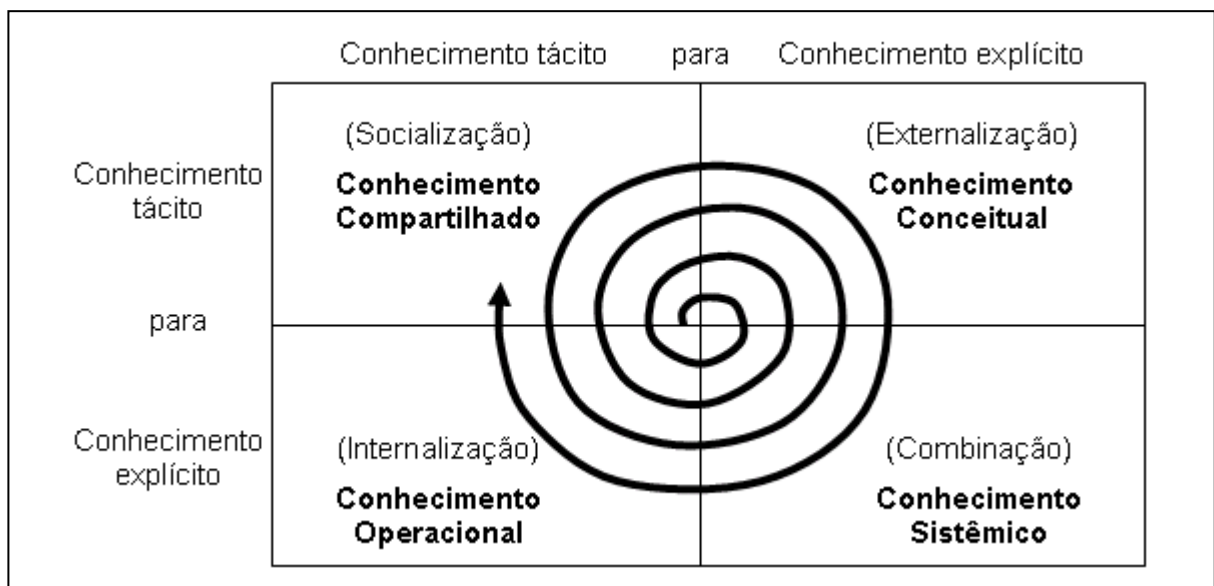 Conhecimento tácito para Conhecimento explícito
Conhecimento
tácito
(Socialização)
Conhecimento
Compartilhado
(Externalização)
Conhecimento
Conceitual
para
Conhecimento
explícito
(Internalização)
Conhecimento
Operacional
(Combinação)
Conhecimento
Sistêmico